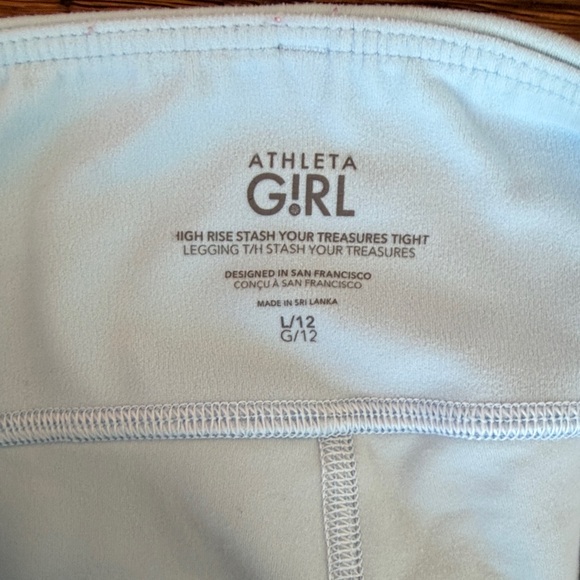 ATHLETA
G!RL
HIGH RISE STASH YOUR TREASURES TIGHT
LEGGING T/H STASH YOUR TREASURES
DESIGNED IN SAN FRANCISCO
CONÇU À SAN FRANCISCO
MADE IN SRI LANKA
L/12
G/12